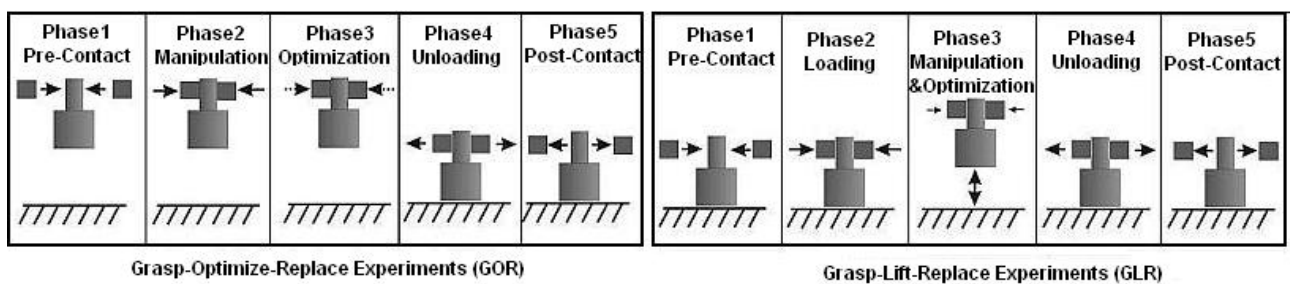 Phase1
Pre-Contact
Phase2
Manipulation
Phase3
Optimization
Phase4
Unloading
Phase5
Post-Contact
Grasp-Optimize-Replace Experiments (GOR)
Phase1
Pre-Contact
Phase2
Loading
Phase3
Manipulation
&Optimization
Phase4
Unloading
Phase5
Post-Contact
Grasp-Lift-Replace Experiments (GLR)